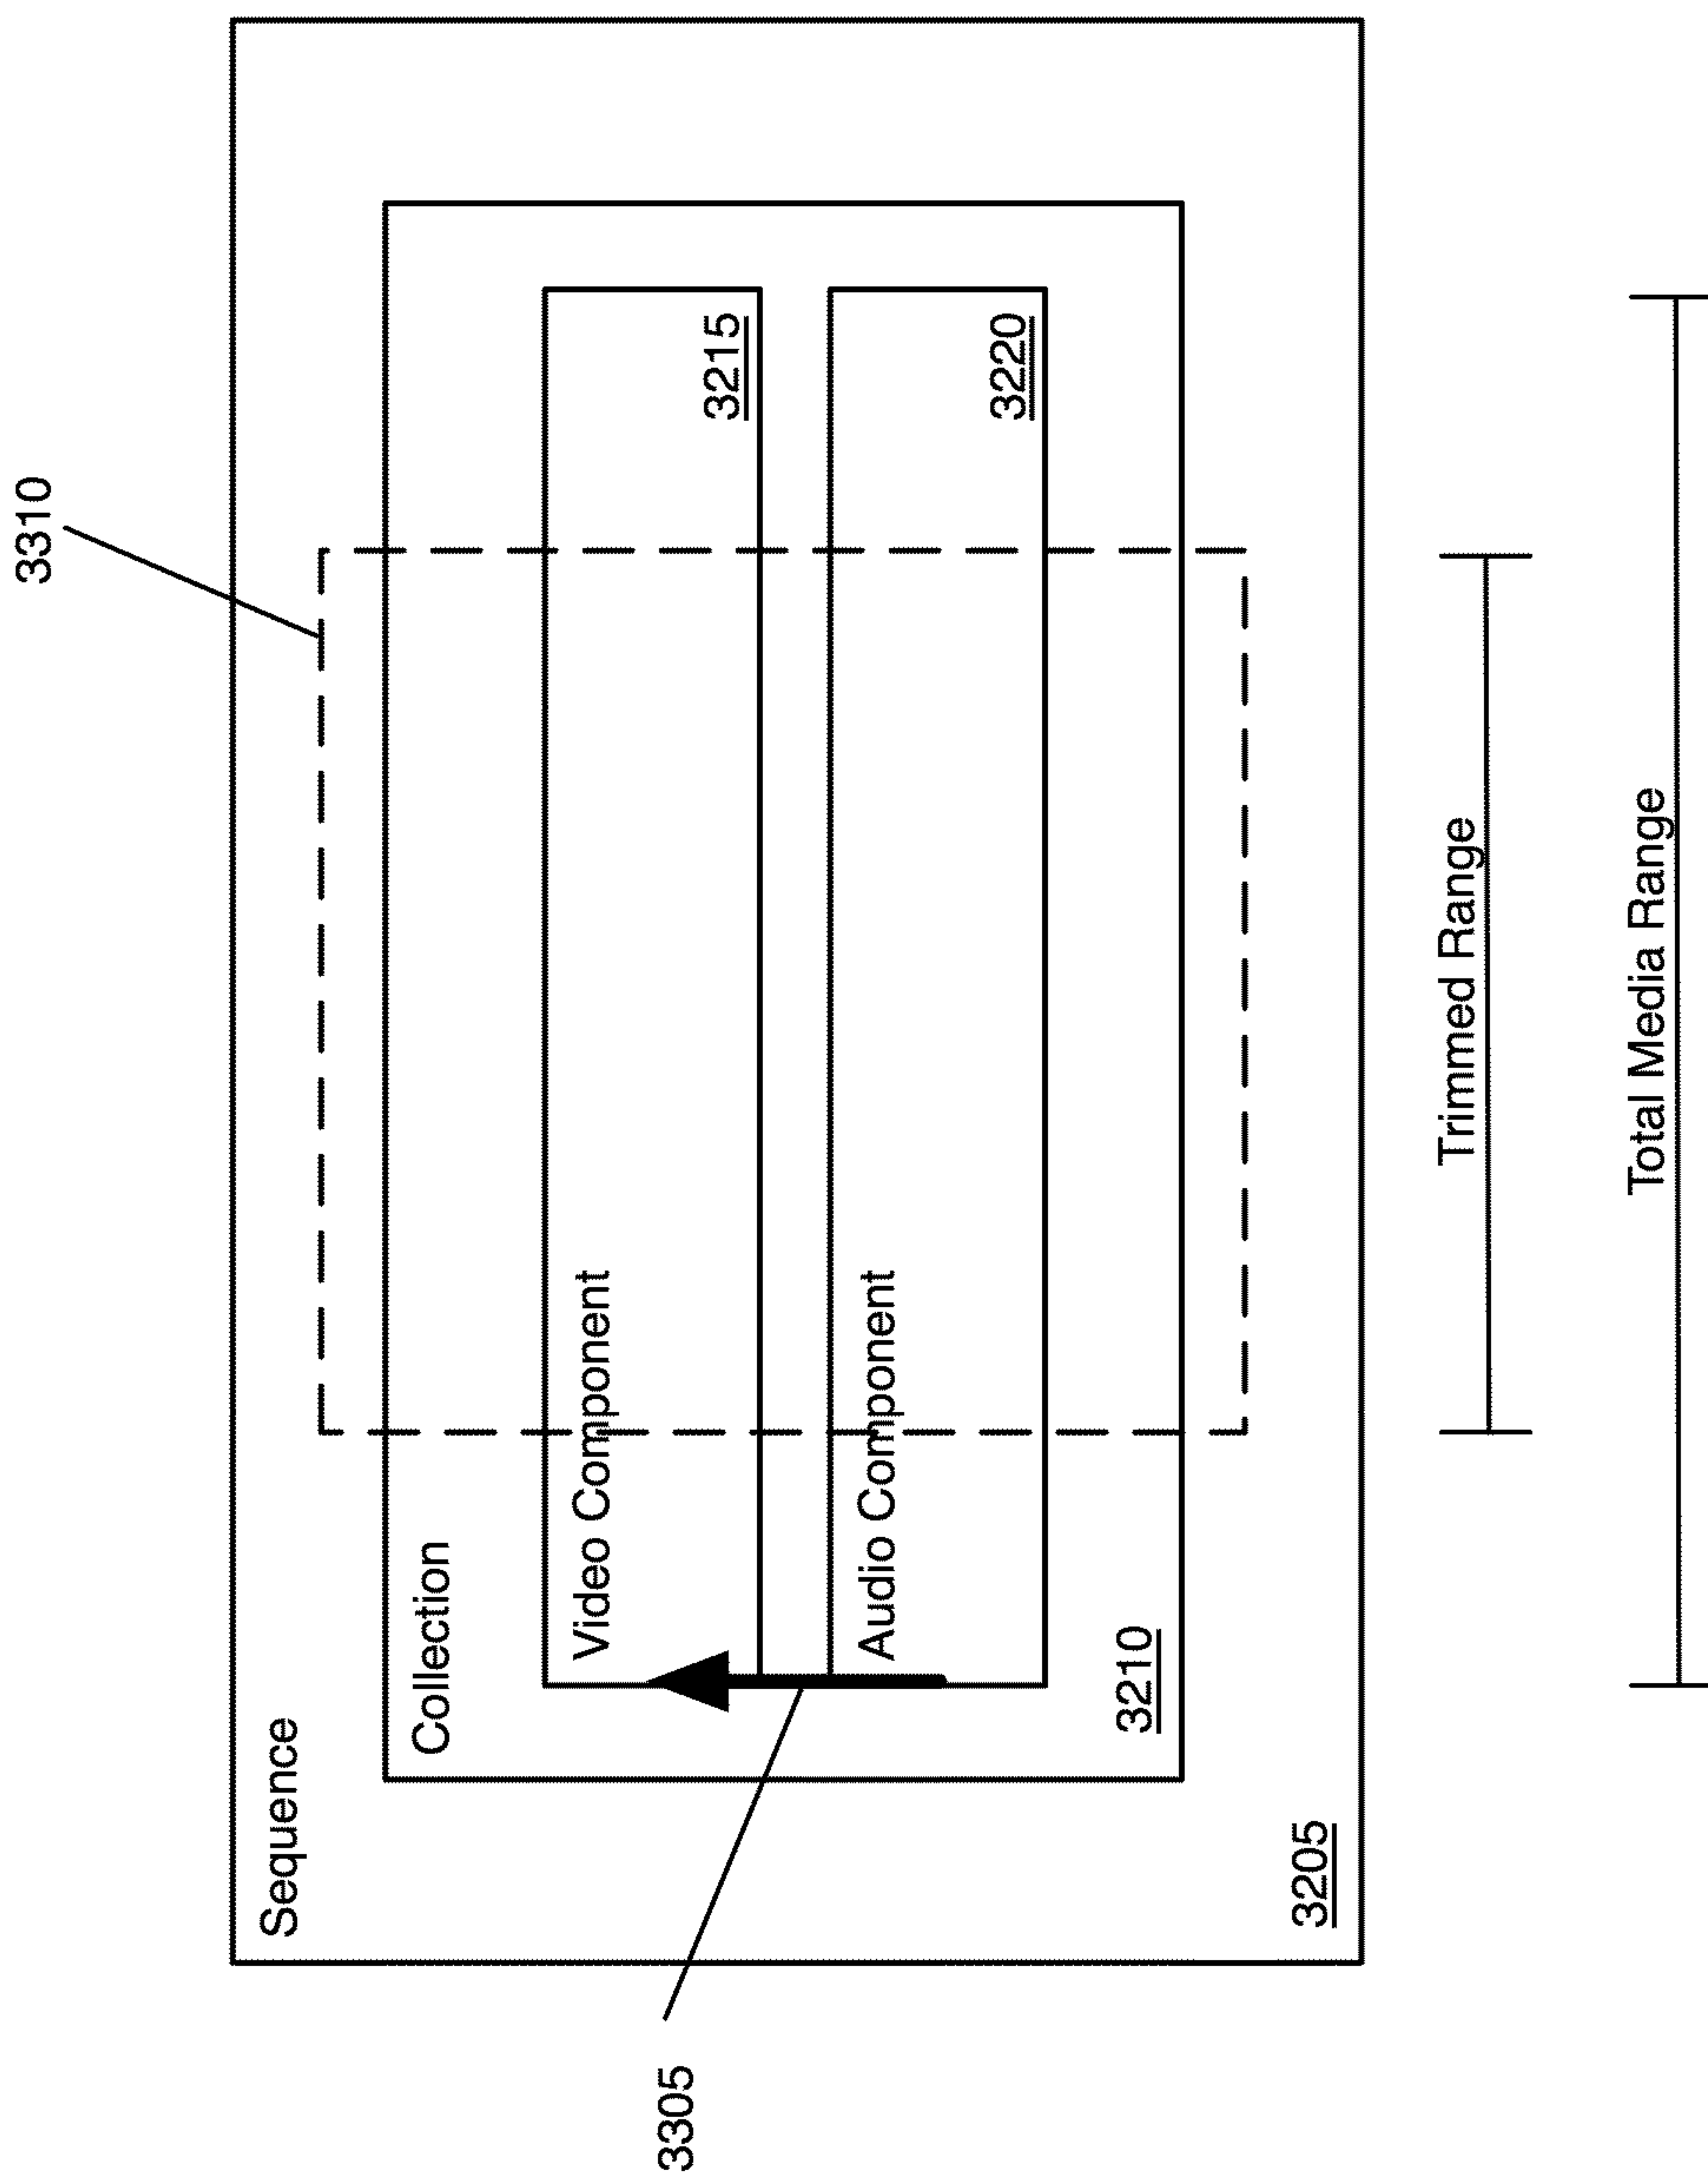 3310
Sequence
Collection
Video Component
3215
Audio Component
3220
3210
3205
3305
Trimmed Range
Total Media Range